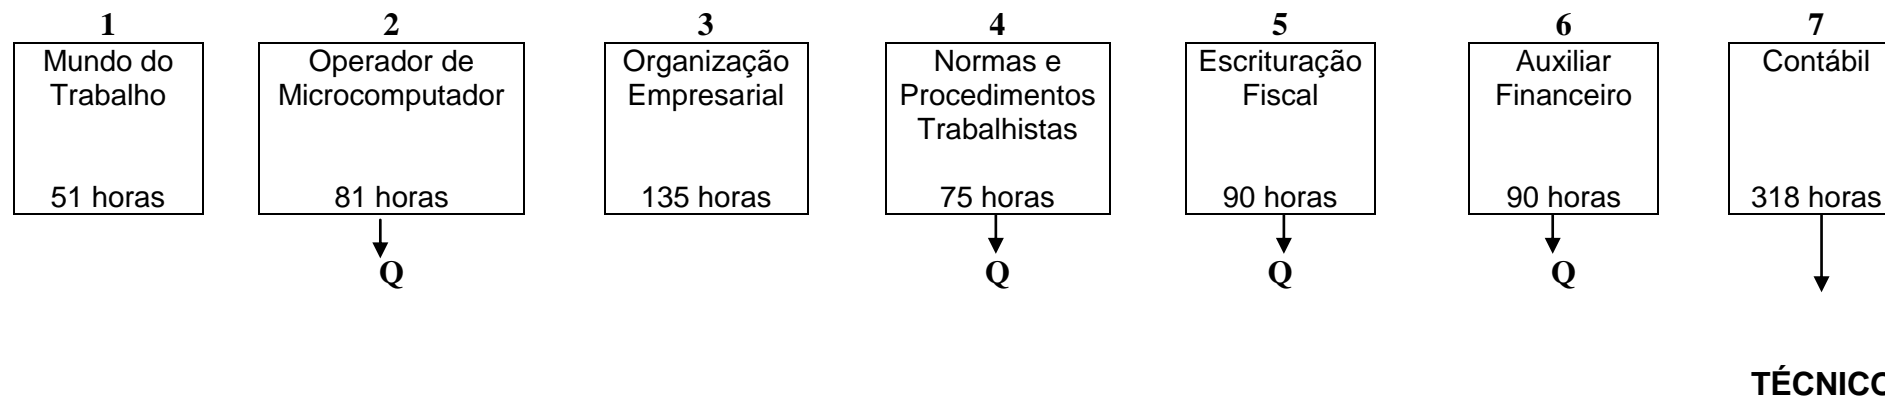 1
Mundo do
Trabalho
51 horas
2
Operador de
Microcomputador
81 horas
Q
3
Organização
Empresarial
135 horas
4
Normas e
Procedimentos
Trabalhistas
75 horas
Q
5
Escrituração
Fiscal
90 horas
Q
6
Auxiliar
Financeiro
90 horas
Q
7
Contábil
318 horas
TÉCNICO